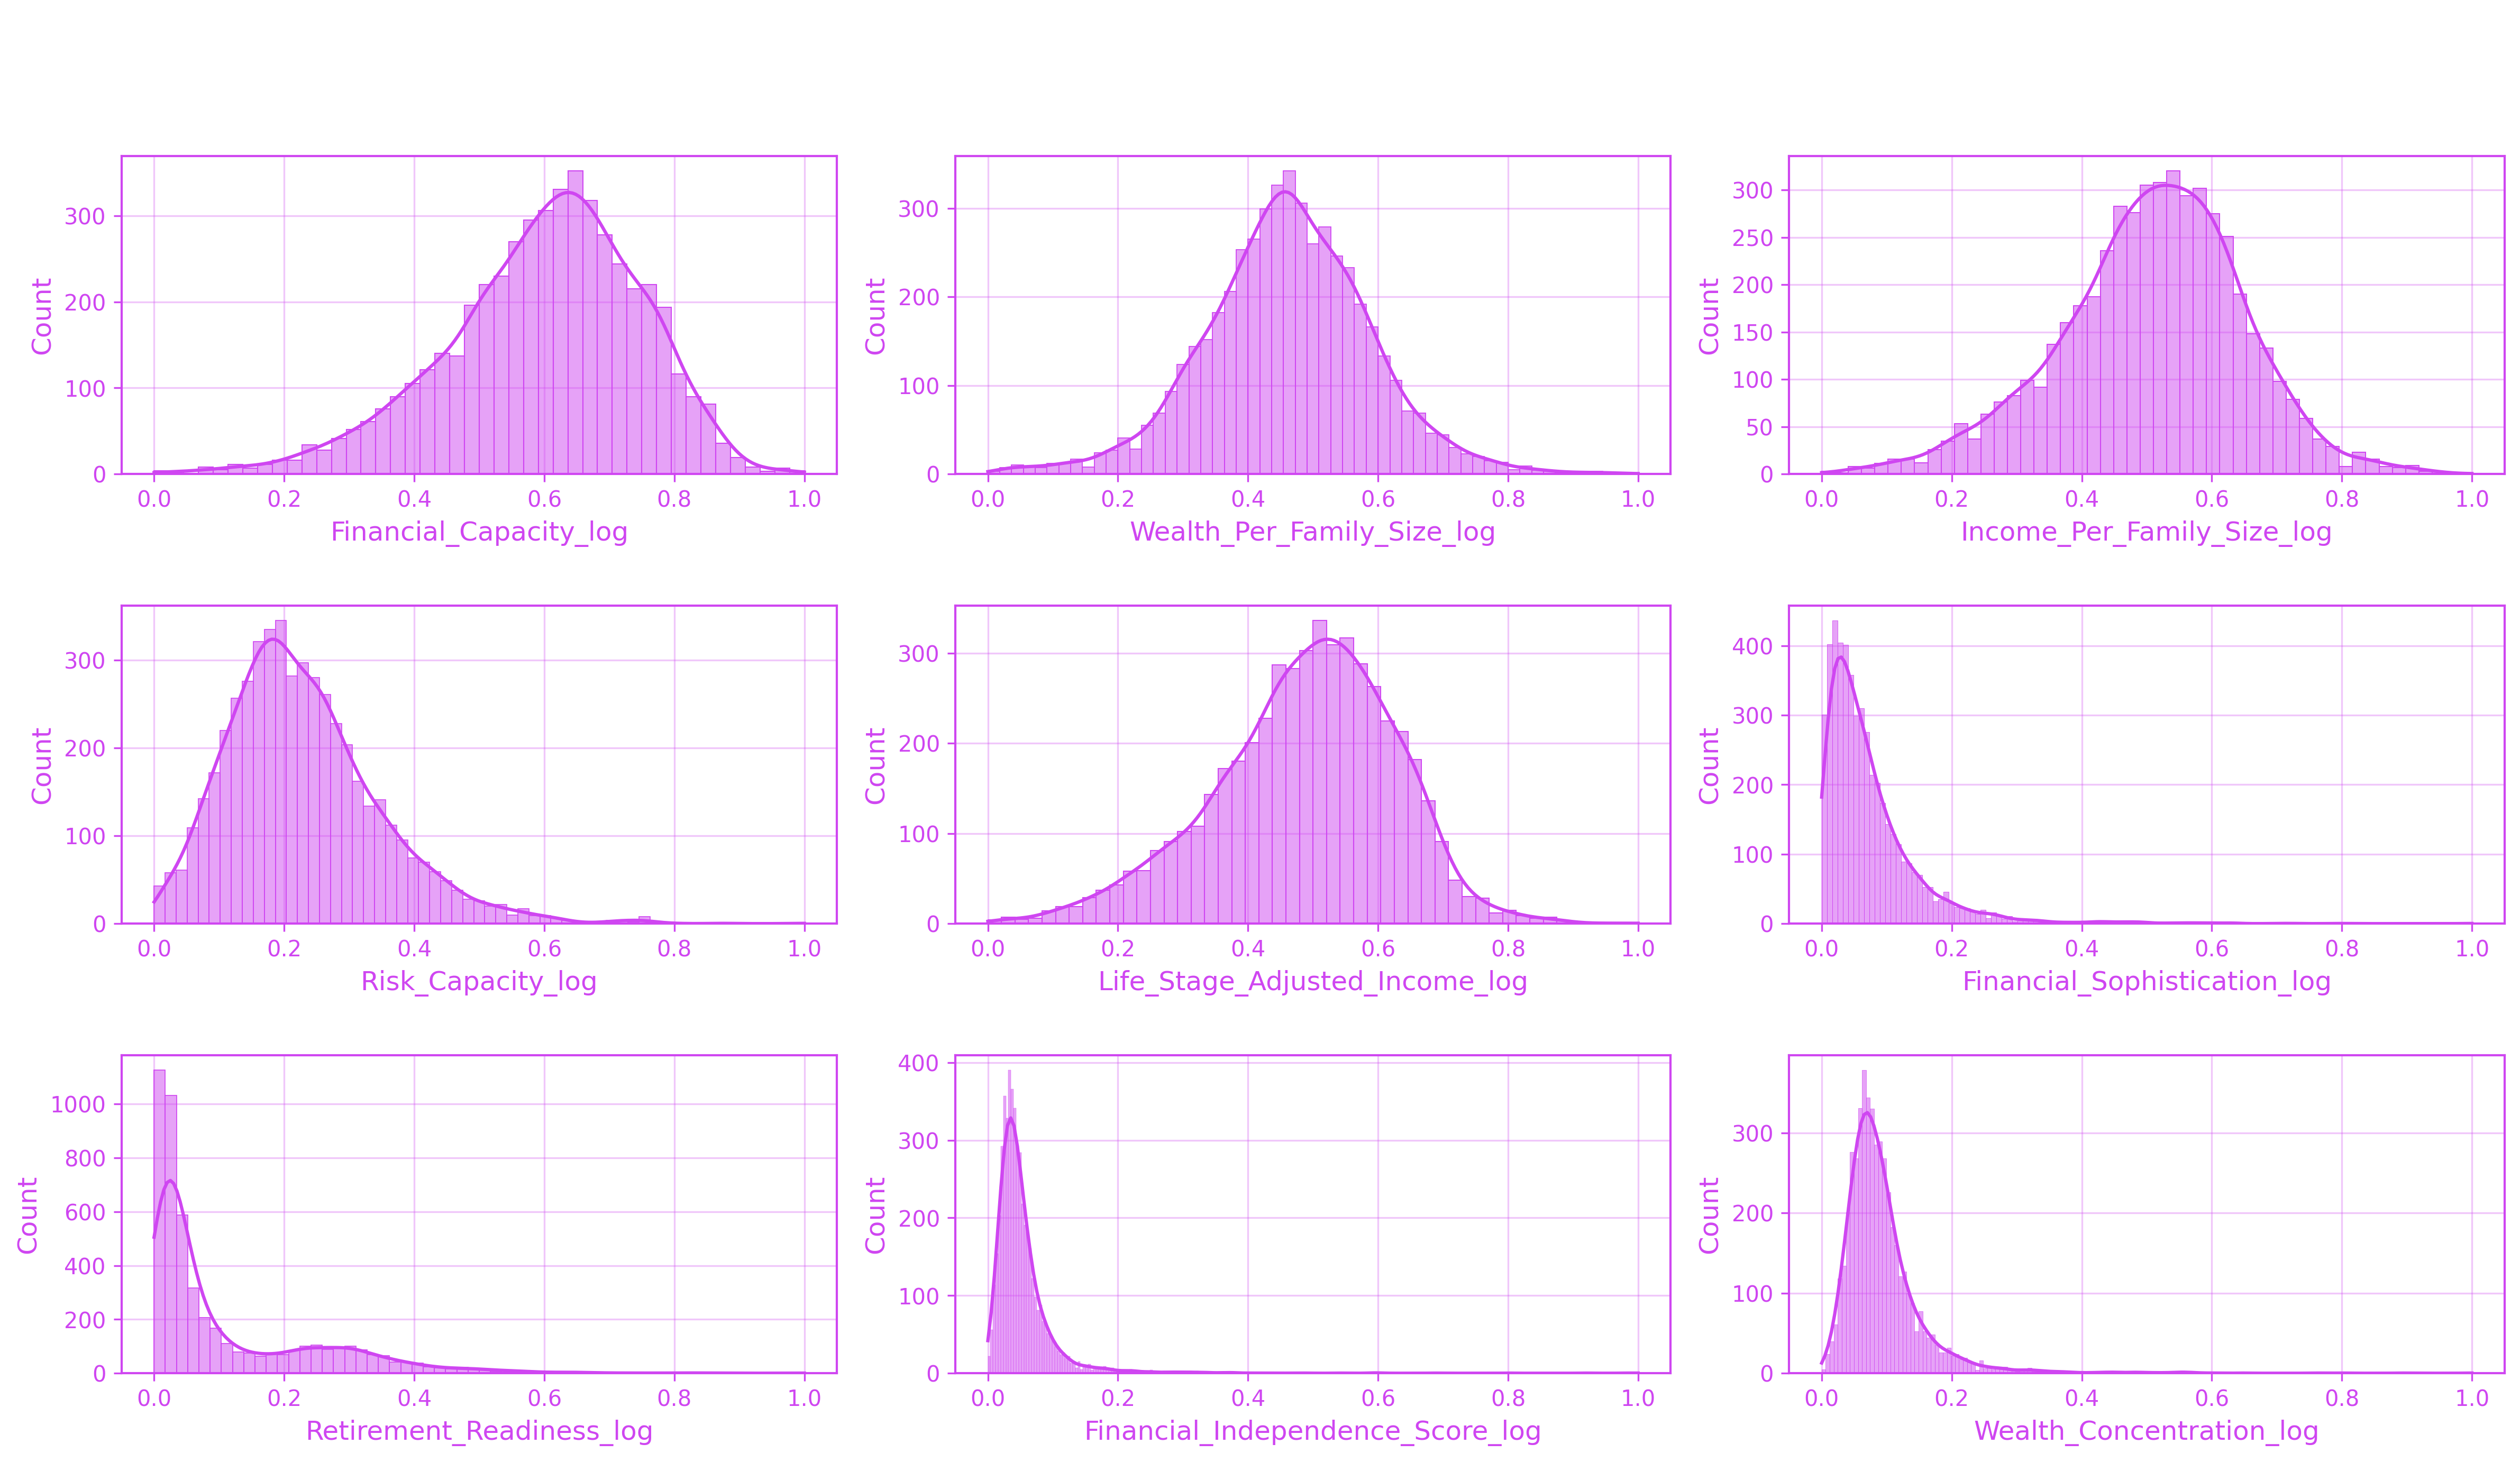 Count
0 100 200 300
0.0 0.2 0.4 0.6 0.8 1.0
Financial_Capacity_log
Count
0 100 200 300
0.0 0.2 0.4 0.6 0.8 1.0
Wealth_Per_Family_Size_log
Count
0 50 100 150 200 250 300
0.0 0.2 0.4 0.6 0.8 1.0
Income_Per_Family_Size_log
Count
0 100 200 300
0.0 0.2 0.4 0.6 0.8 1.0
Risk_Capacity_log
Count
0 100 200 300
0.0 0.2 0.4 0.6 0.8 1.0
Life_Stage_Adjusted_Income_log
Count
0 100 200 300 400
0.0 0.2 0.4 0.6 0.8 1.0
Financial_Sophistication_log
Count
0 200 400 600 800 1000
0.0 0.2 0.4 0.6 0.8 1.0
Retirement_Readiness_log
Count
0 100 200 300 400
0.0 0.2 0.4 0.6 0.8 1.0
Financial_Independence_Score_log
Count
0 100 200 300
0.0 0.2 0.4 0.6 0.8 1.0
Wealth_Concentration_log